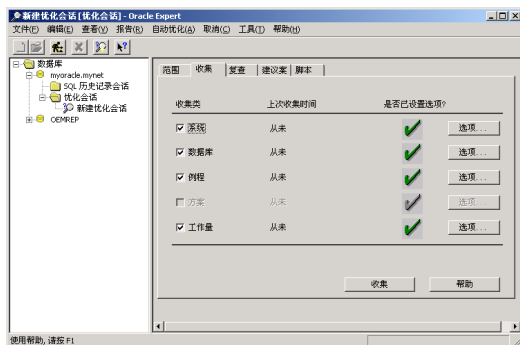 新建优化会话 [优化会话] - Oracle Expert
文件(F) 编辑(E) 查看(V) 报告(R) 自动优化(A) 取消(C) 工具(T) 帮助(H)
数据库
myoracle.mynet
SQL 历史记录会话
优化会话
新建优化会话
OEMREP
范围 收集 复查 建议案 脚本
收集类 上次收集时间 是否已设置选项?
系统 从未 选项...
数据库 从未 选项...
例程 从未 选项...
方案 从未 选项...
工作量 从未 选项...
收集 帮助
使用帮助, 请按 F1